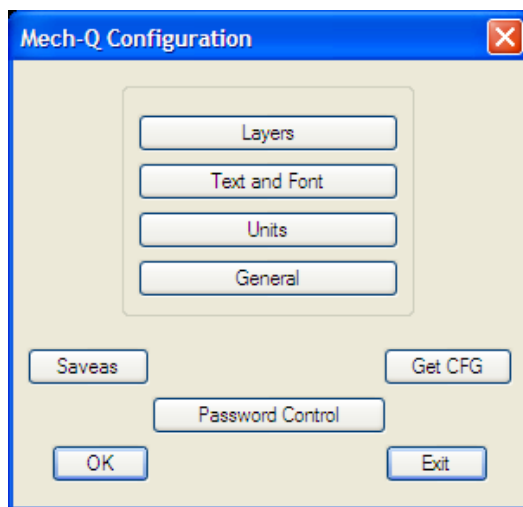 Mech-Q Configuration
Layers
Text and Font
Units
General
Saveas Get CFG
Password Control
OK Exit